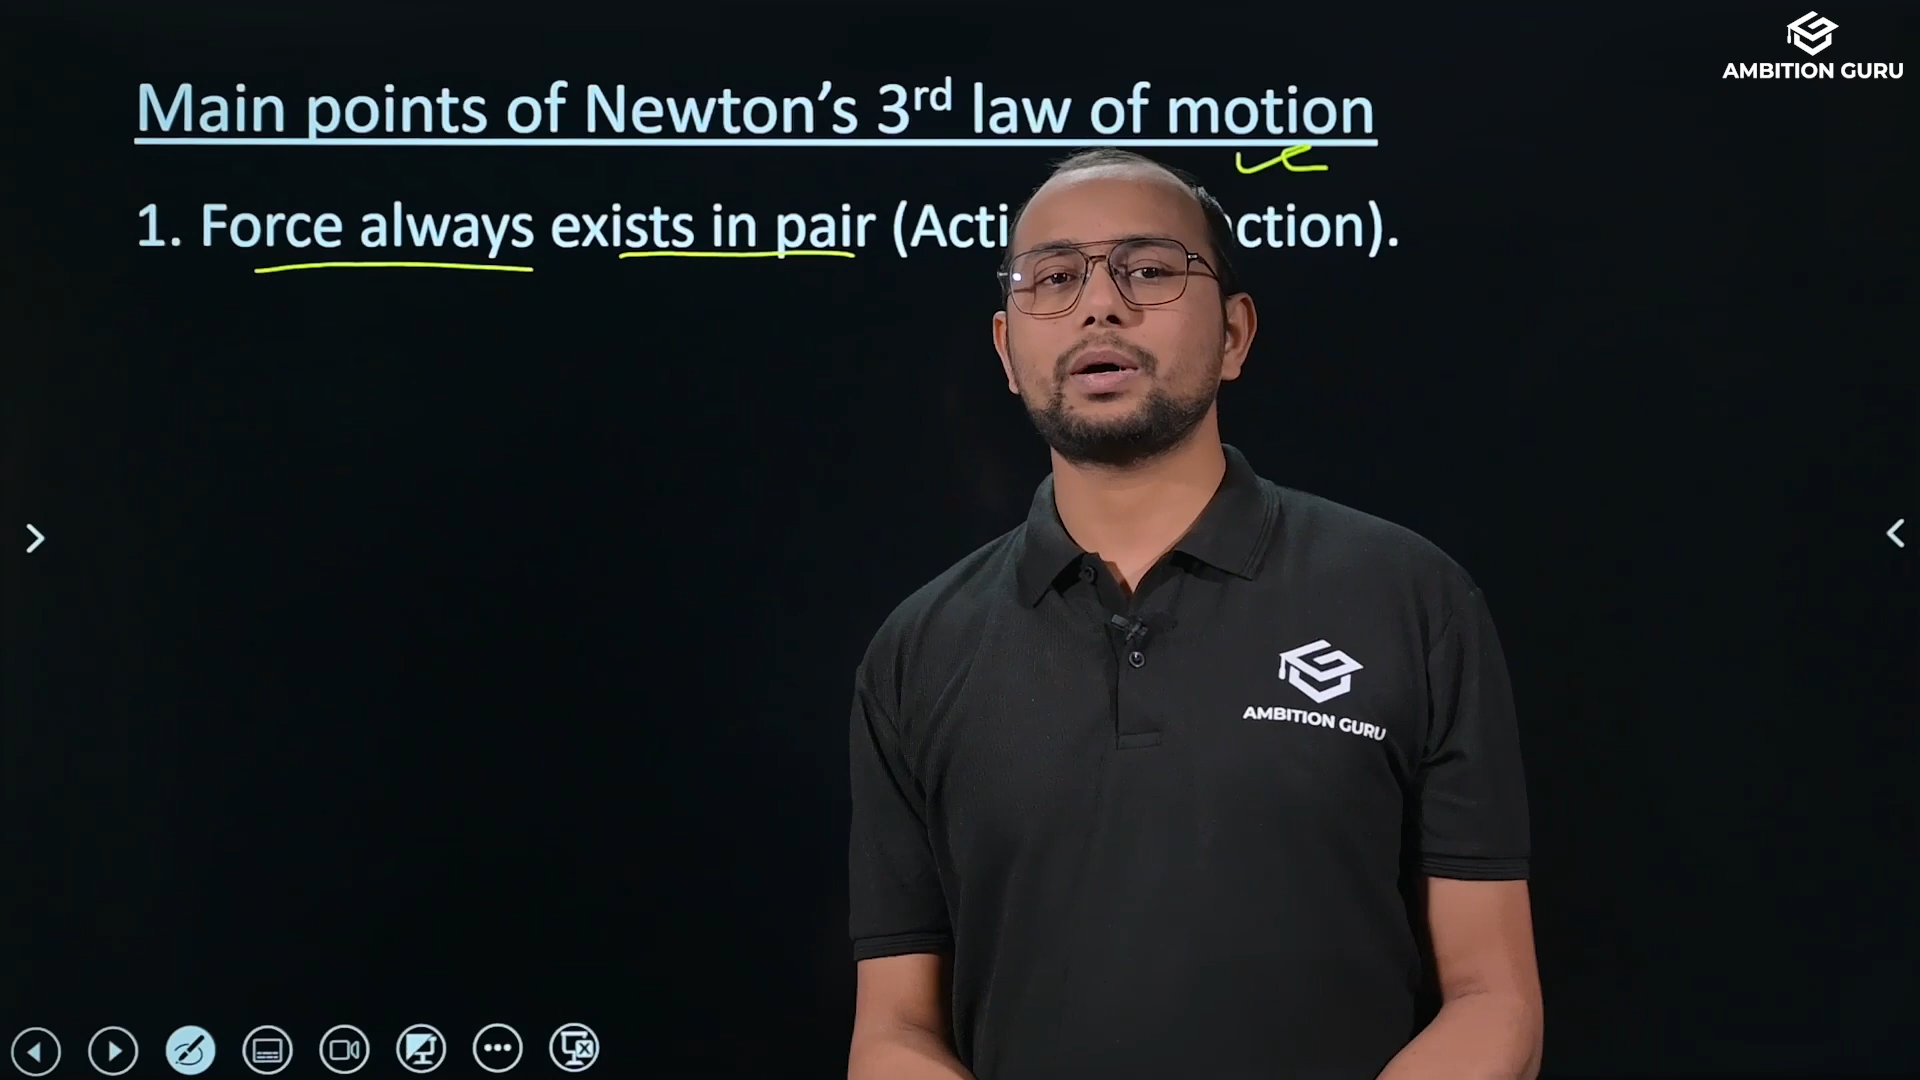 AMBITION GURU
Main points of Newton's 3rd law of motion
1. Force always exists in pair (Acti ction).
AMBITION GURU